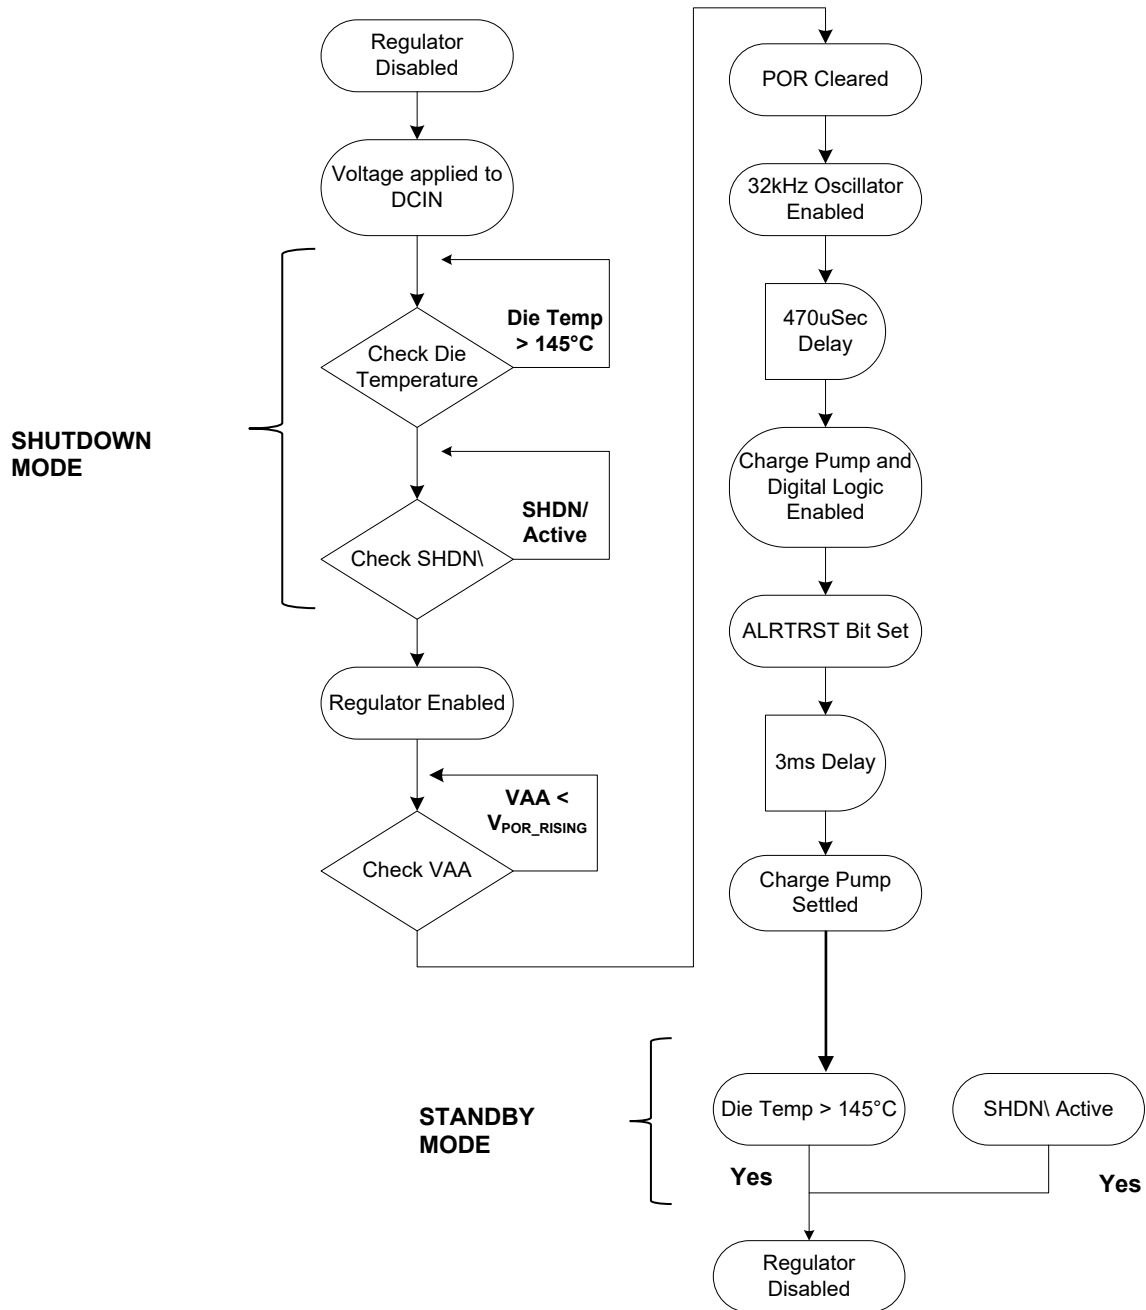 Regulator
Disabled
Voltage applied to
DCIN
SHUTDOWN
MODE
Die Temp
> 145°C
Check Die
Temperature
SHDN/
Active
Check SHDN\
Regulator Enabled
VAA <
VPOR_RISING
Check VAA
POR Cleared
32kHz Oscillator
Enabled
470uSec
Delay
Charge Pump and
Digital Logic
Enabled
ALRTRST Bit Set
3ms Delay
Charge Pump
Settled
STANDBY
MODE
Die Temp > 145°C
SHDN\ Active
Yes
Yes
Regulator
Disabled